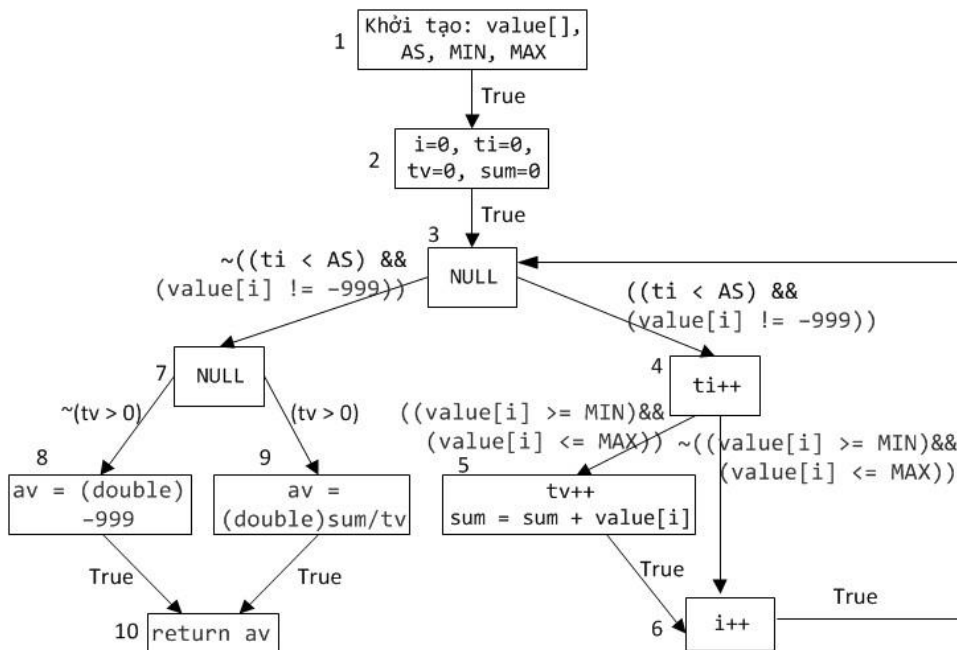 1
Khởi tạo: value[],
AS, MIN, MAX
True
2
i=0, ti=0,
tv=0, sum=0
True
3
NULL
~((ti < AS) &&
(value[i] != -999))
((ti < AS) &&
(value[i] != -999))
7
NULL
4
ti++
~(tv > 0)
(tv > 0)
((value[i] >= MIN)&&
(value[i] <= MAX))
~((value[i] >= MIN)&&
(value[i] <= MAX))
8
av = (double)
-999
9
av =
(double)sum/tv
5
tv++
sum = sum + value[i]
True
True
True
True
10
return av
6
i++